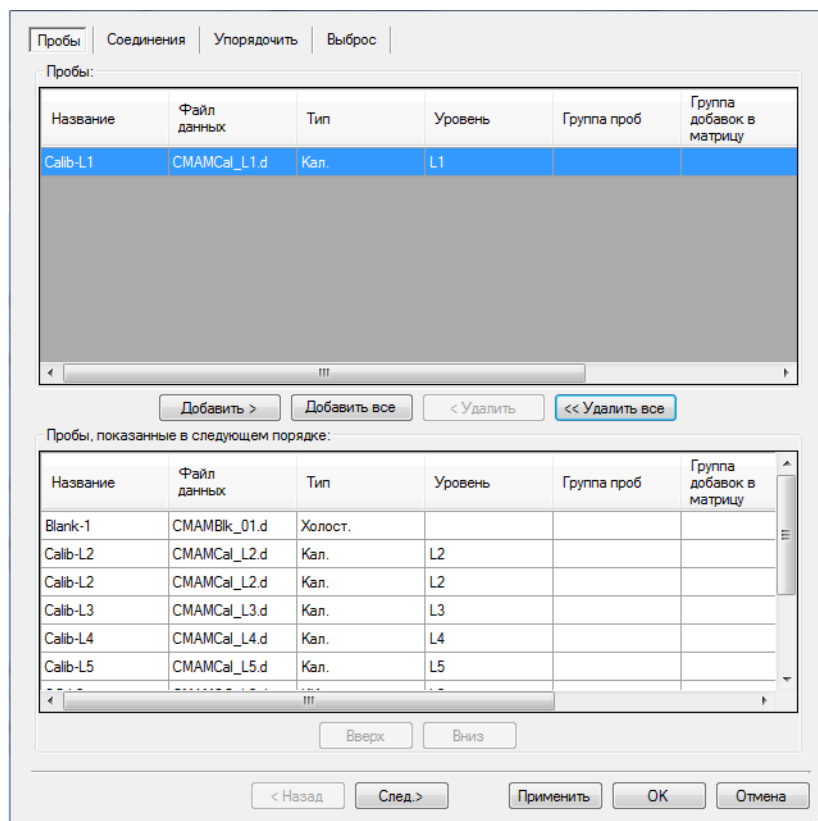 Пробы Соединения Упорядочить Выброс
Пробы:
Название Файл данных Тип Уровень Группа проб Группа добавок в матрицу
Calib-L1 CMAMCal_L1.d Кал. L1
Добавить > Добавить все < Удалить << Удалить все
Пробы, показанные в следующем порядке:
Название Файл данных Тип Уровень Группа проб Группа добавок в матрицу
Blank-1 CMAMBlk_01.d Холост.
Calib-L2 CMAMCal_L2.d Кал. L2
Calib-L2 CMAMCal_L2.d Кал. L2
Calib-L3 CMAMCal_L3.d Кал. L3
Calib-L4 CMAMCal_L4.d Кал. L4
Calib-L5 CMAMCal_L5.d Кал. L5
Вверх Вниз
< Назад След.> Применить OK Отмена